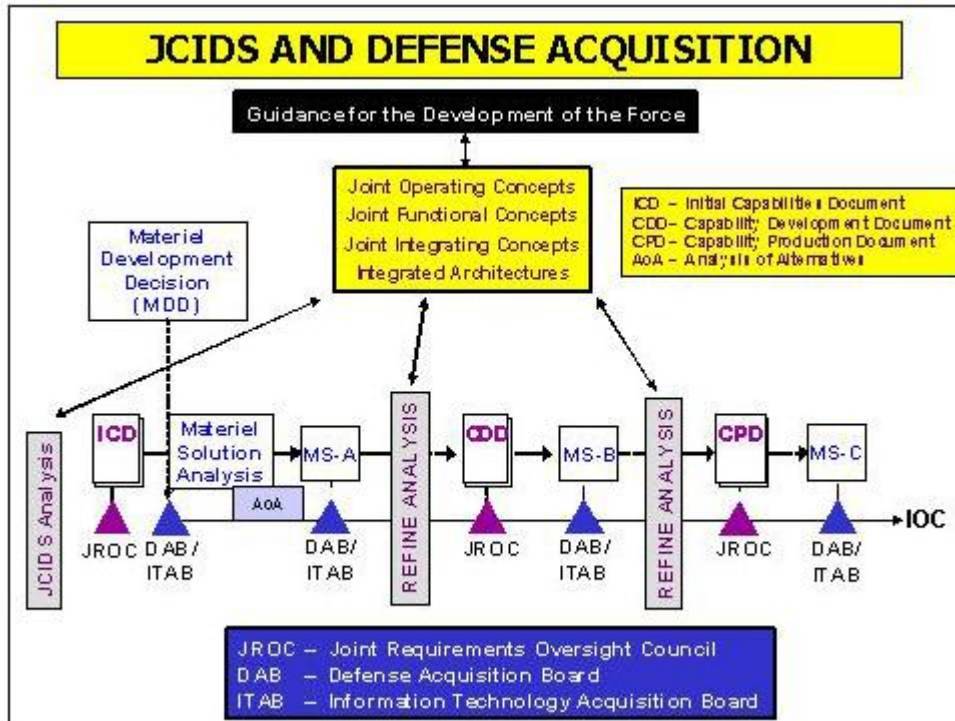 JCIDS AND DEFENSE ACQUISITION
Guidance for the Development of the Force
Joint Operating Concepts
Joint Functional Concepts
Joint Integrating Concepts
Integrated Architectures
ICD – Initial Capabilities Document
CDD– Capability Development Document
CPD– Capability Production Document
AoA – Analysis of Alternatives
Materiel
Development
Decision
(MDD)
JCIDS Analysis
ICD
Materiel
Solution
Analysis
AoA
MS-A
REFINE ANALYSIS
CDD
MS-B
REFINE ANALYSIS
CPD
MS-C
IOC
JROC
DAB/
ITAB
DAB/
ITAB
JROC
DAB/
ITAB
JROC
DAB/
ITAB
JROC – Joint Requirements Oversight Council
DAB – Defense Acquisition Board
ITAB – Information Technology Acquisition Board